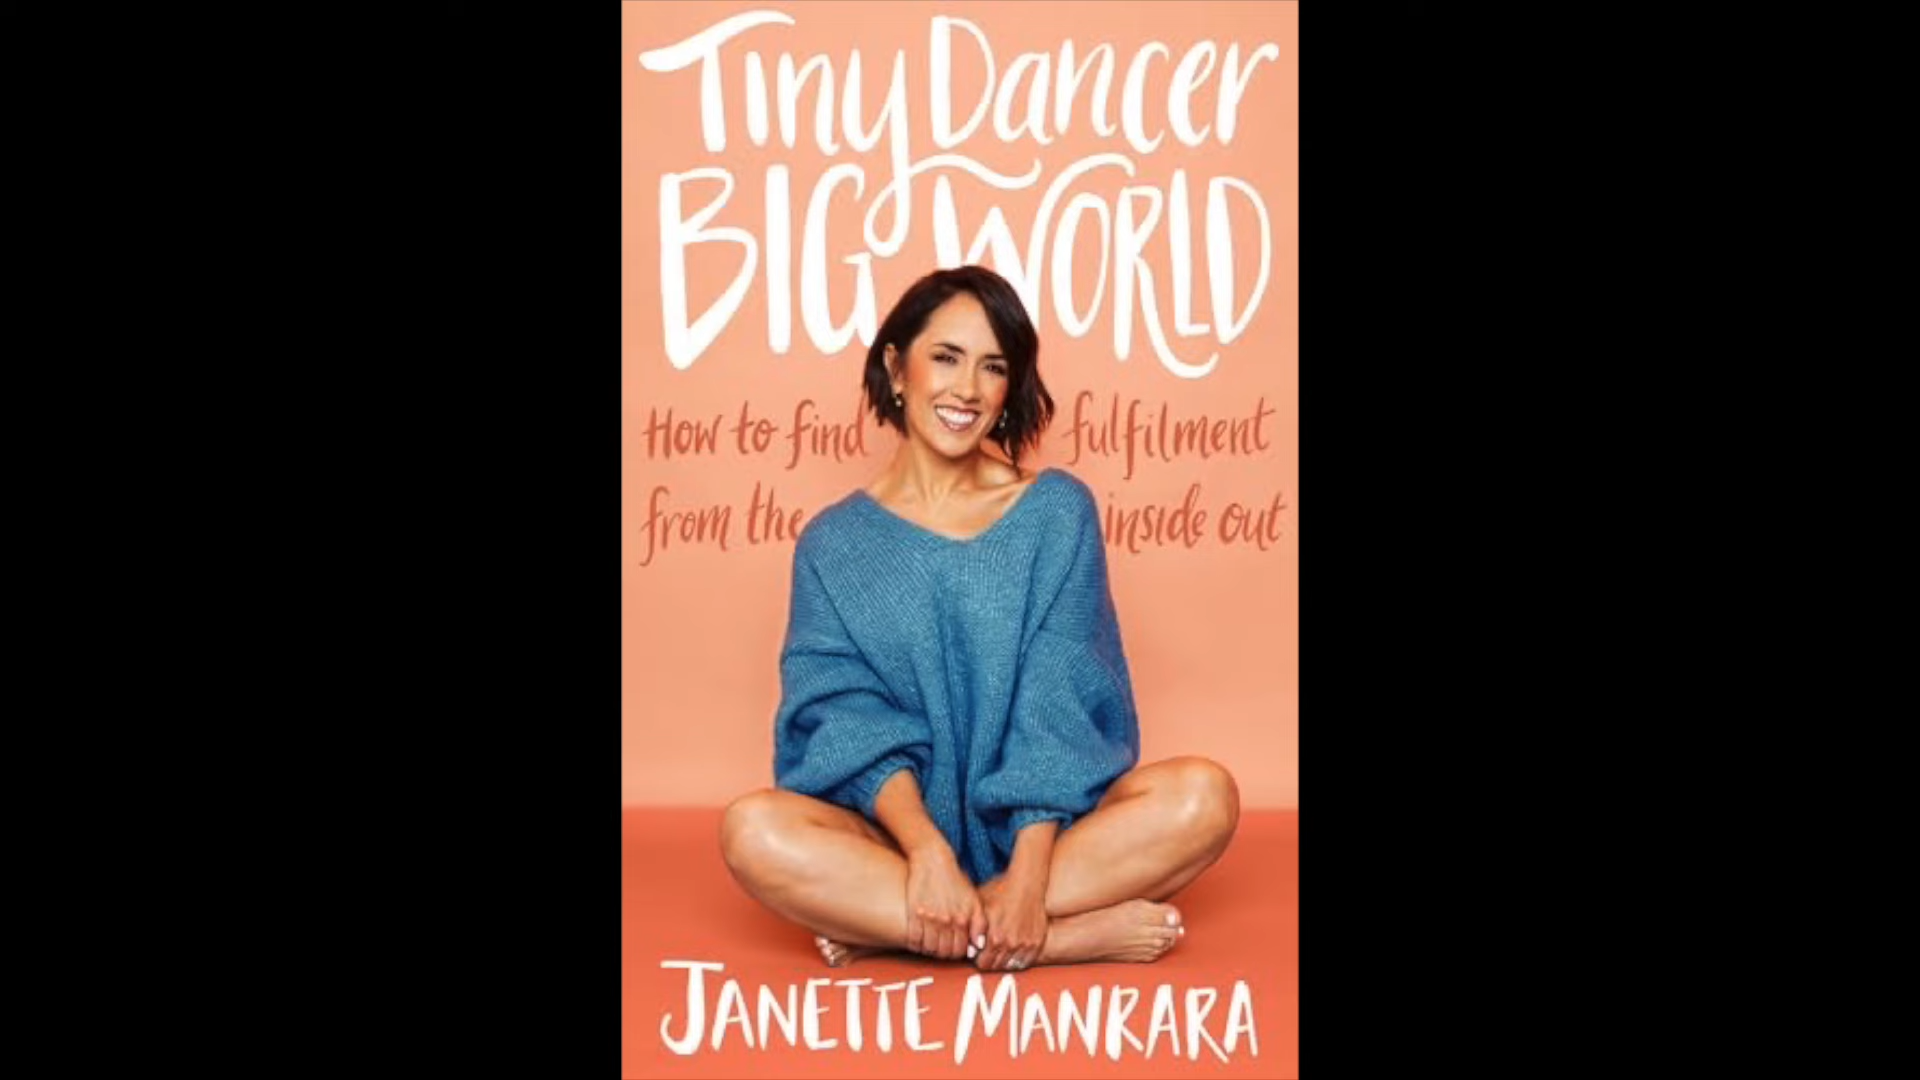 Tiny Dancer
BIG WORLD
How to find fulfilment
from the inside out
JANETTE MANRARA